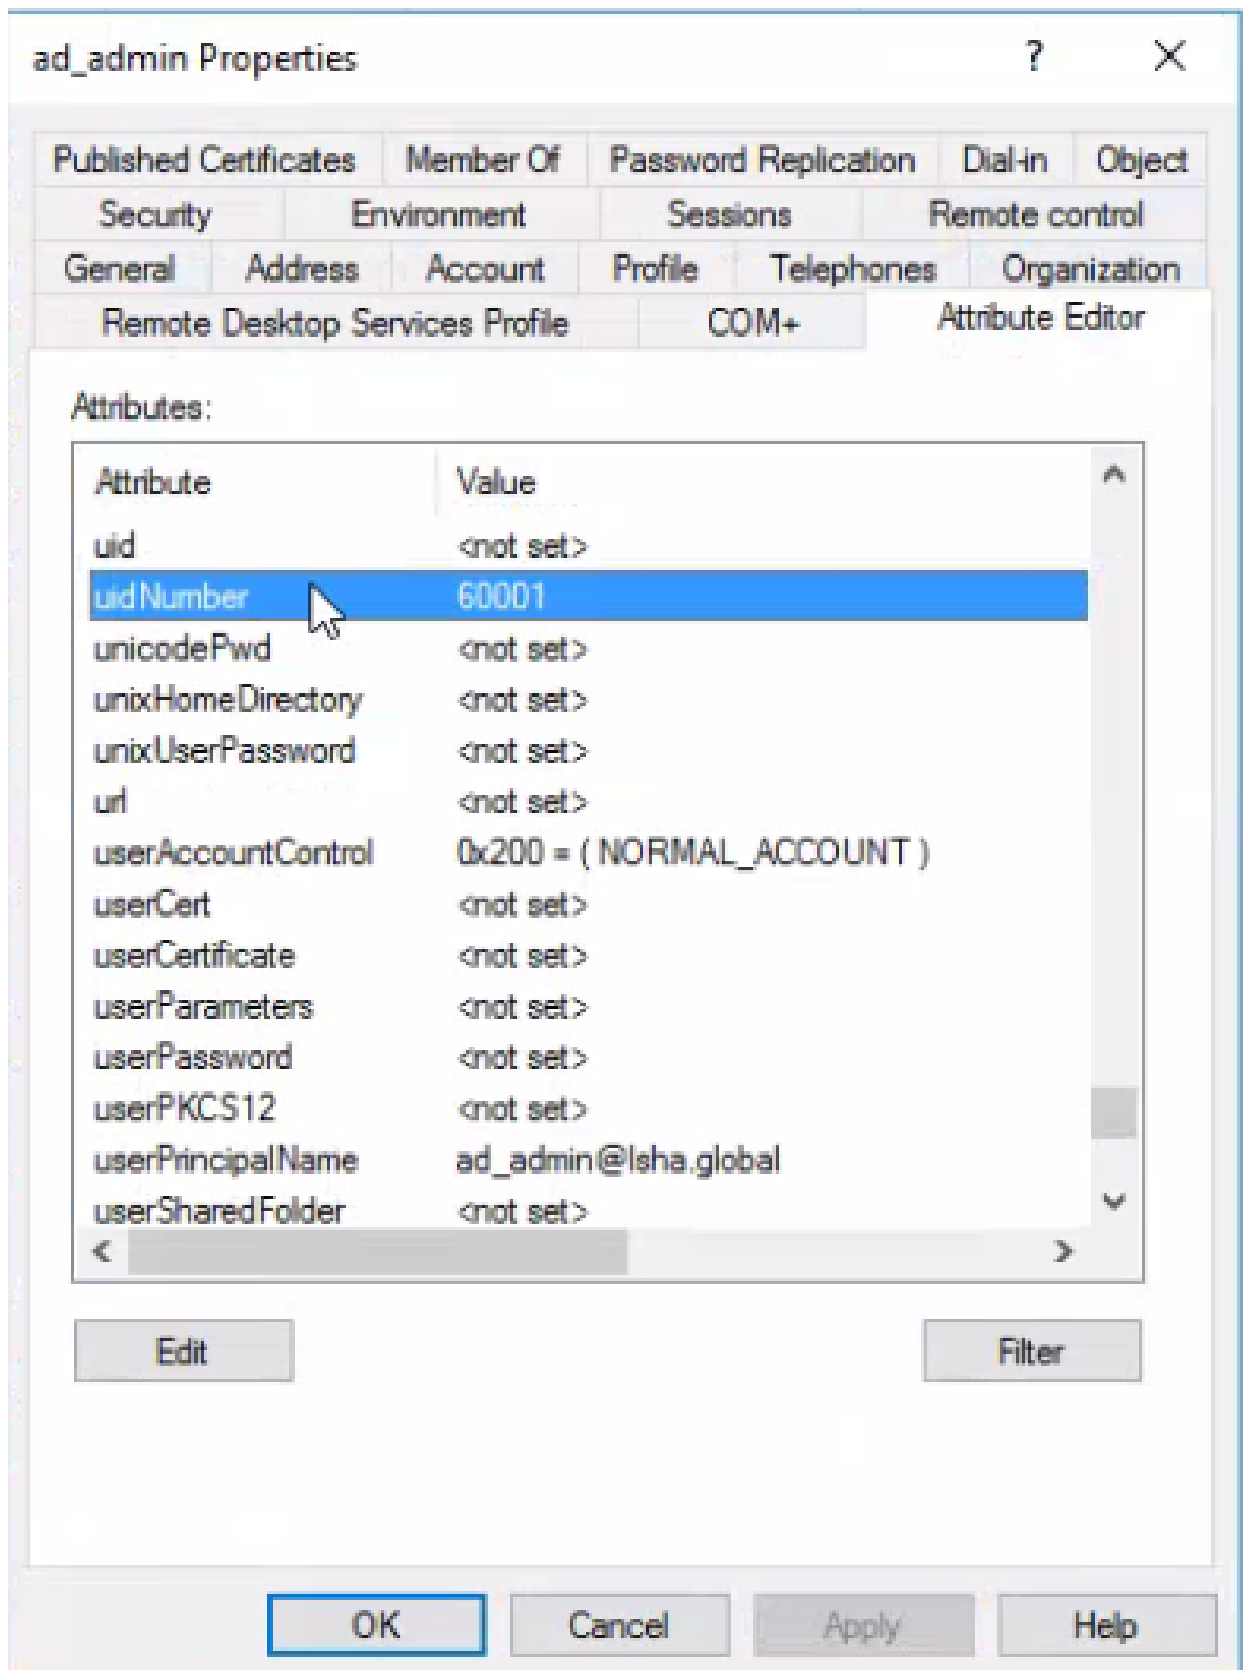 ad_admin Properties ? ×
Published Certificates Member Of Password Replication Dial-in Object
Security Environment Sessions Remote control
General Address Account Profile Telephones Organization
Remote Desktop Services Profile COM+ Attribute Editor
Attributes:
Attribute Value
uid <not set>
uidNumber 60001
unicodePwd <not set>
unixHomeDirectory <not set>
unixUserPassword <not set>
url <not set>
userAccountControl 0x200 = ( NORMAL_ACCOUNT )
userCert <not set>
userCertificate <not set>
userParameters <not set>
userPassword <not set>
userPKCS12 <not set>
userPrincipalName ad_admin@lsha.global
userSharedFolder <not set>
Edit Filter
OK Cancel Apply Help